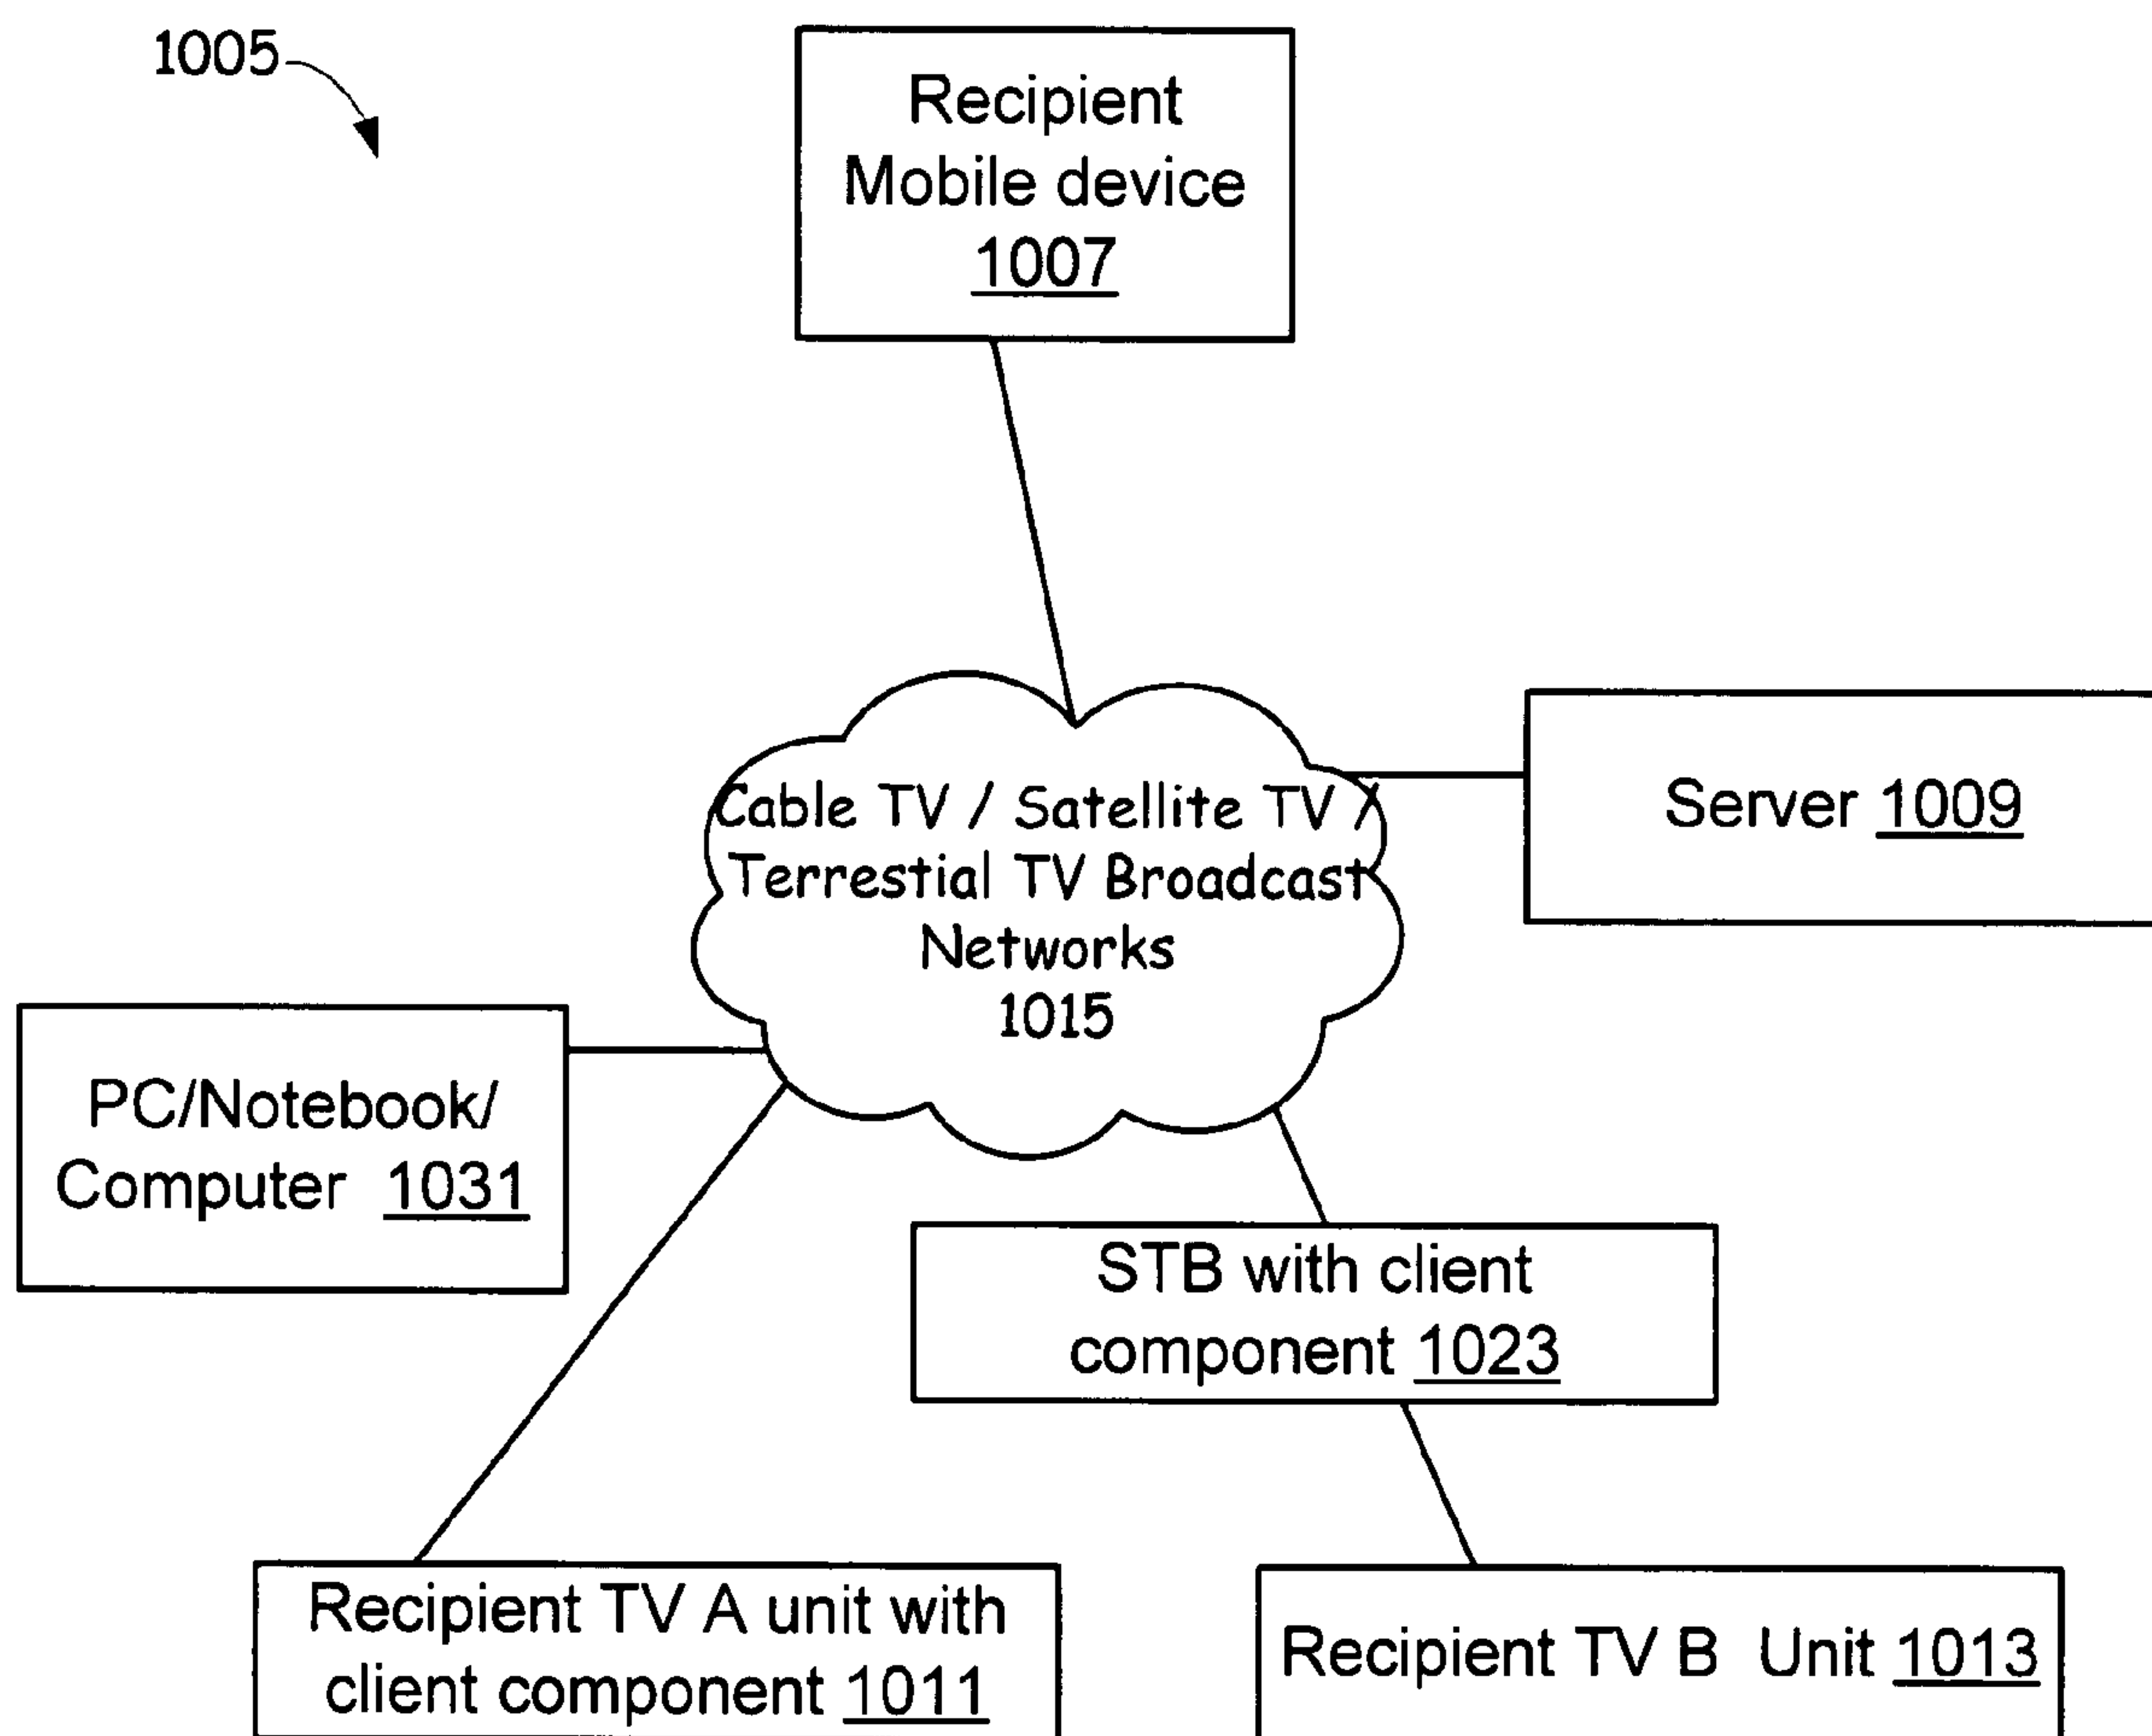 1005
Recipient
Mobile device
1007
Cable TV / Satellite TV /
Terrestial TV Broadcast
Networks
1015
Server 1009
PC/Notebook/
Computer 1031
STB with client
component 1023
Recipient TV A unit with
client component 1011
Recipient TV B Unit 1013